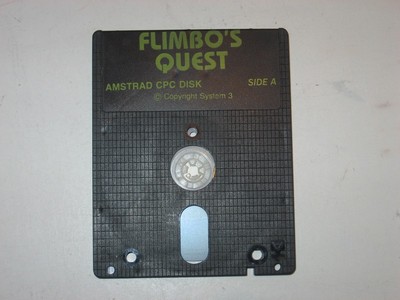 FLIMBO'S
QUEST
AMSTRAD CPC DISK
SIDE A
© Copyright System 3